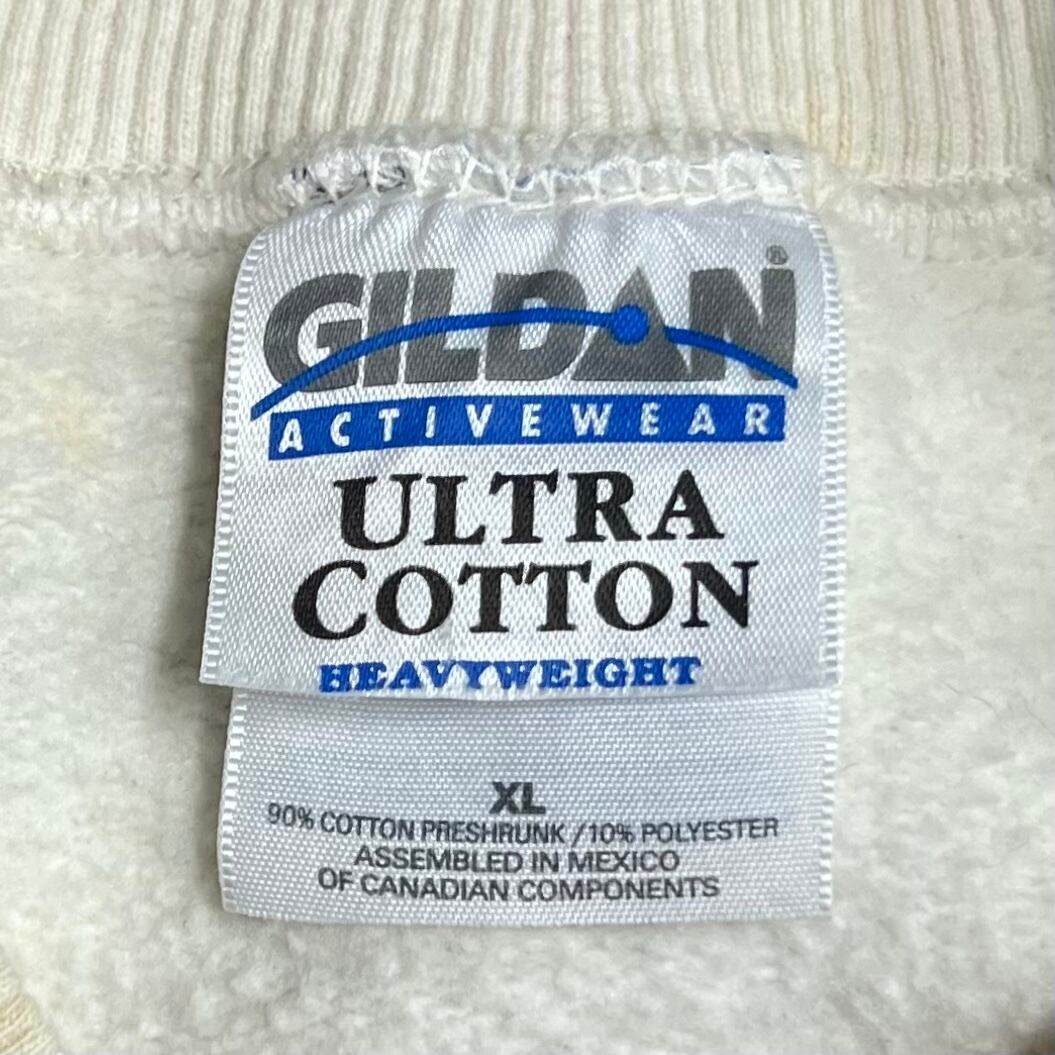 GILDAN®
ACTIVEWEAR
ULTRA
COTTON
HEAVYWEIGHT
XL
90% COTTON PRESHRUNK / 10% POLYESTER
ASSEMBLED IN MEXICO
OF CANADIAN COMPONENTS